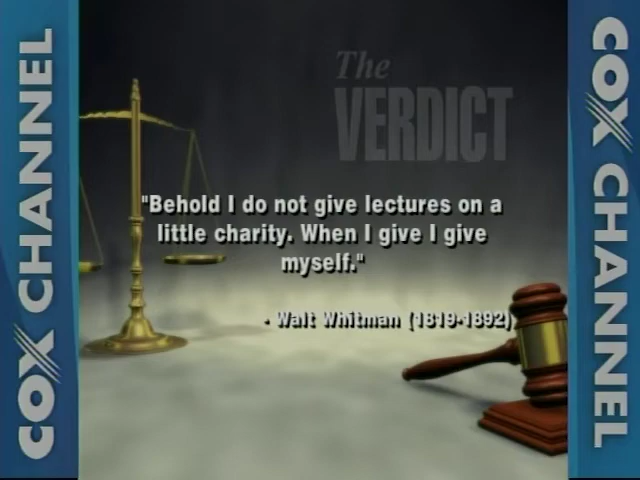 COX CHANNEL
The
VERDICT
"Behold I do not give lectures on a
little charity. When I give I give
myself."
- Walt Whitman (1819-1892)
COX CHANNEL